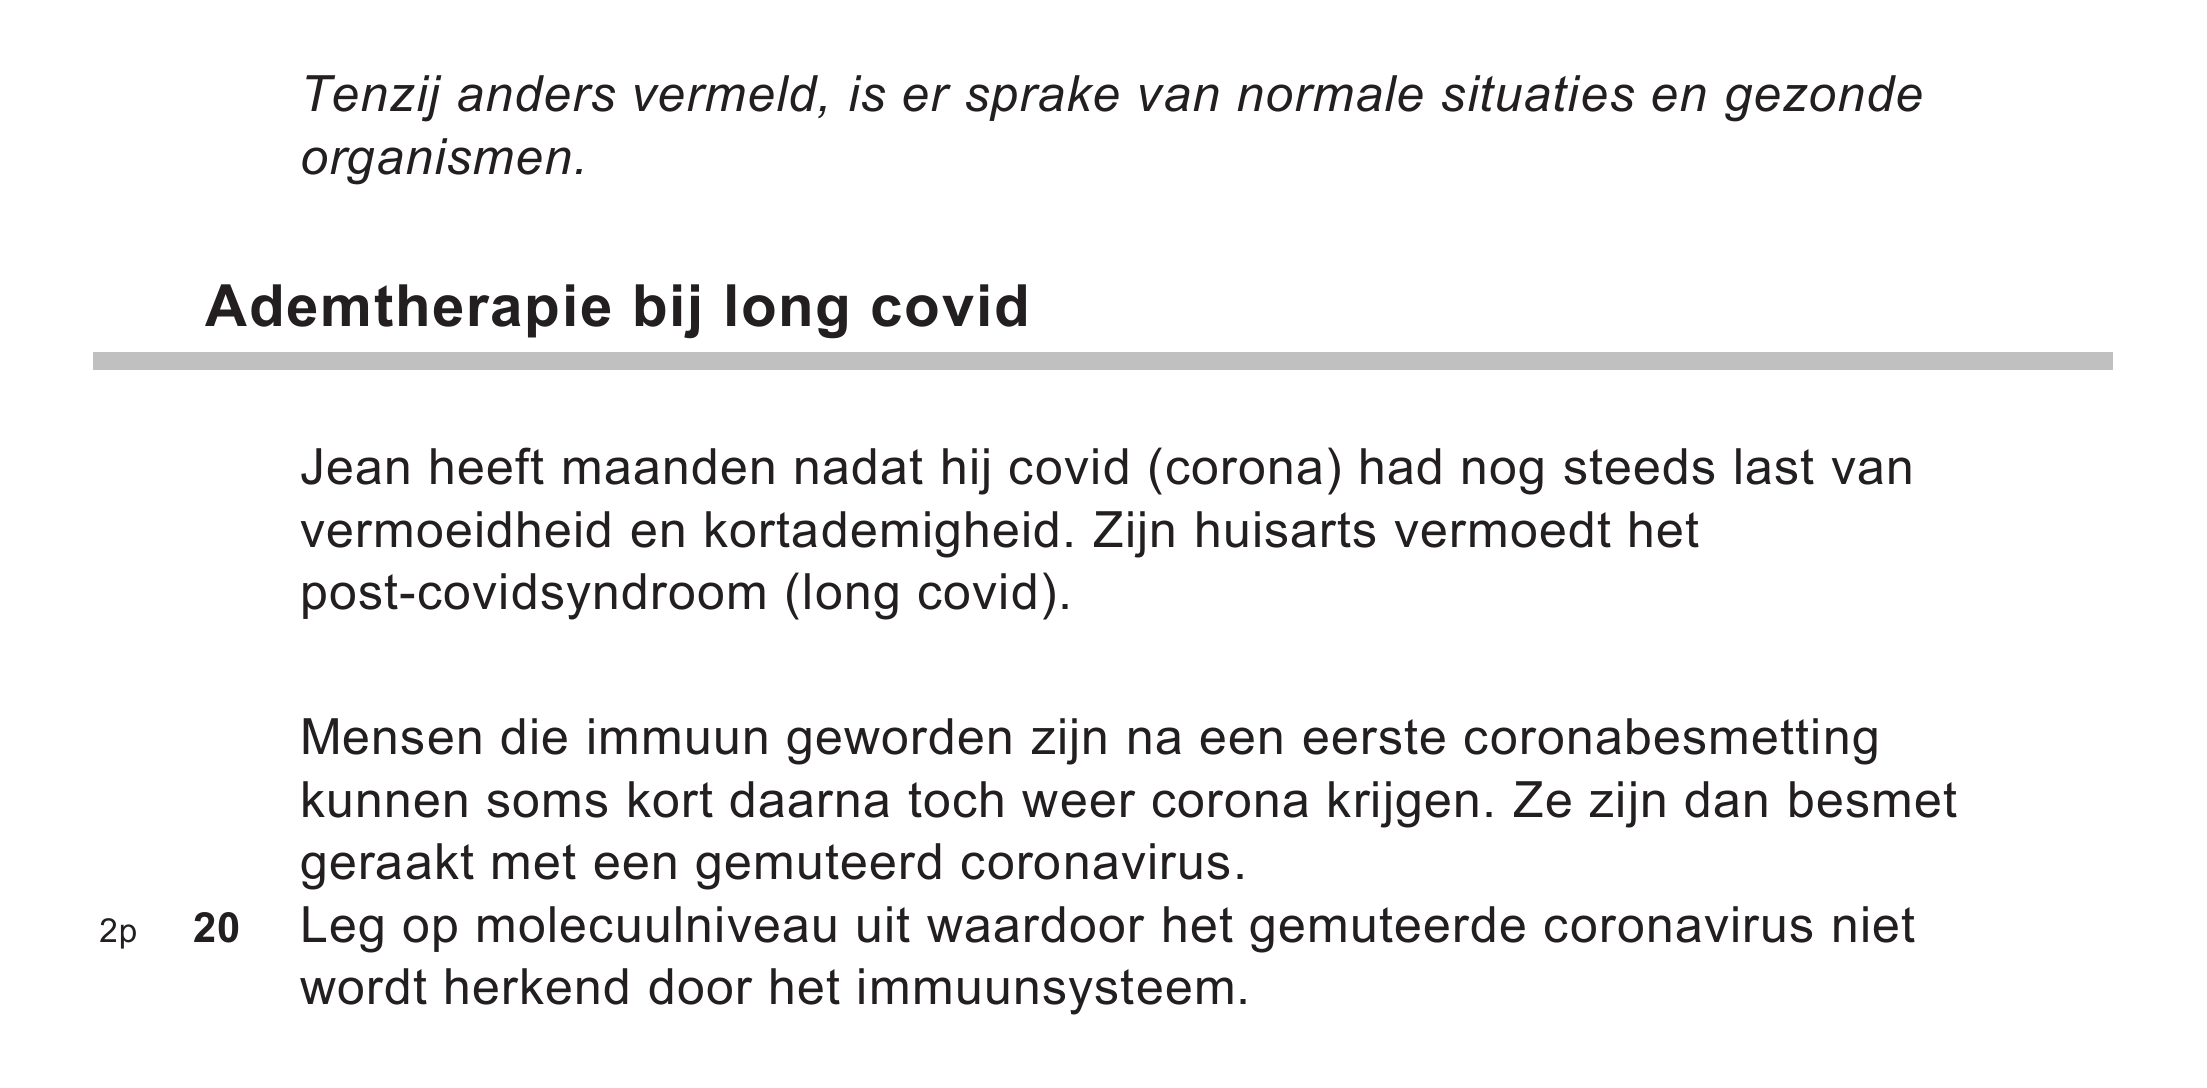 Tenzij anders vermeld, is er sprake van normale situaties en gezonde
organismen.
Ademtherapie bij long covid
Jean heeft maanden nadat hij covid (corona) had nog steeds last van
vermoeidheid en kortademigheid. Zijn huisarts vermoedt het
post-covidsyndroom (long covid).
Mensen die immuun geworden zijn na een eerste coronabesmetting
kunnen soms kort daarna toch weer corona krijgen. Ze zijn dan besmet
geraakt met een gemuteerd coronavirus.
2p 20 Leg op molecuulniveau uit waardoor het gemuteerde coronavirus niet
wordt herkend door het immuunsysteem.